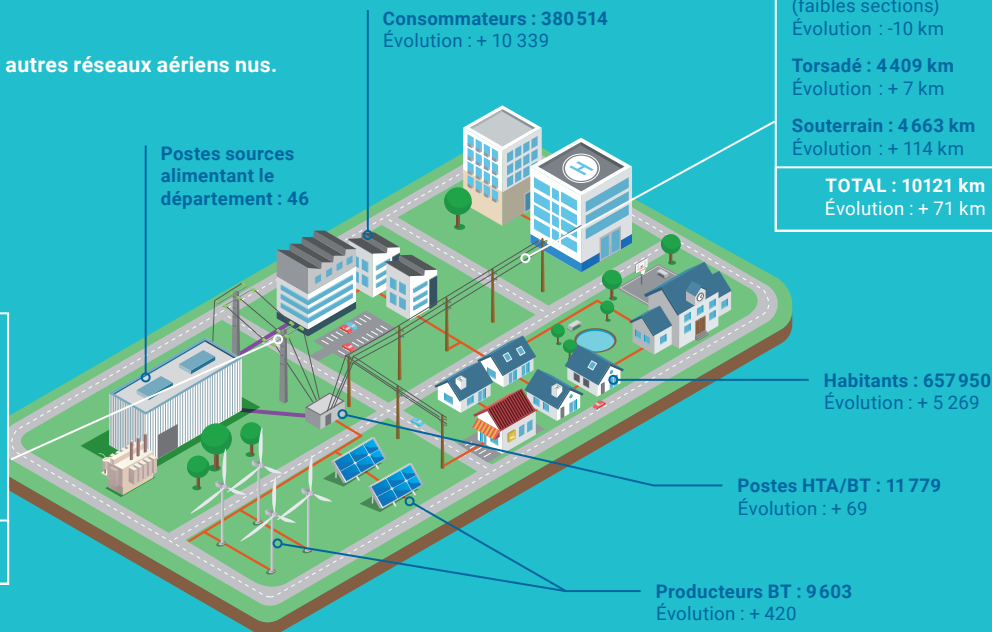 Consommateurs : 380 514
Évolution : + 10 339
autres réseaux aériens nus.
(faibles sections)
Évolution : -10 km
Torsadé : 4 409 km
Évolution : + 7 km
Souterrain : 4 663 km
Évolution : + 114 km
TOTAL : 10121 km
Évolution : + 71 km
Postes sources
alimentant le
département : 46
Habitants : 657 950
Évolution : + 5 269
Postes HTA/BT : 11 779
Évolution : + 69
Producteurs BT : 9 603
Évolution : + 420